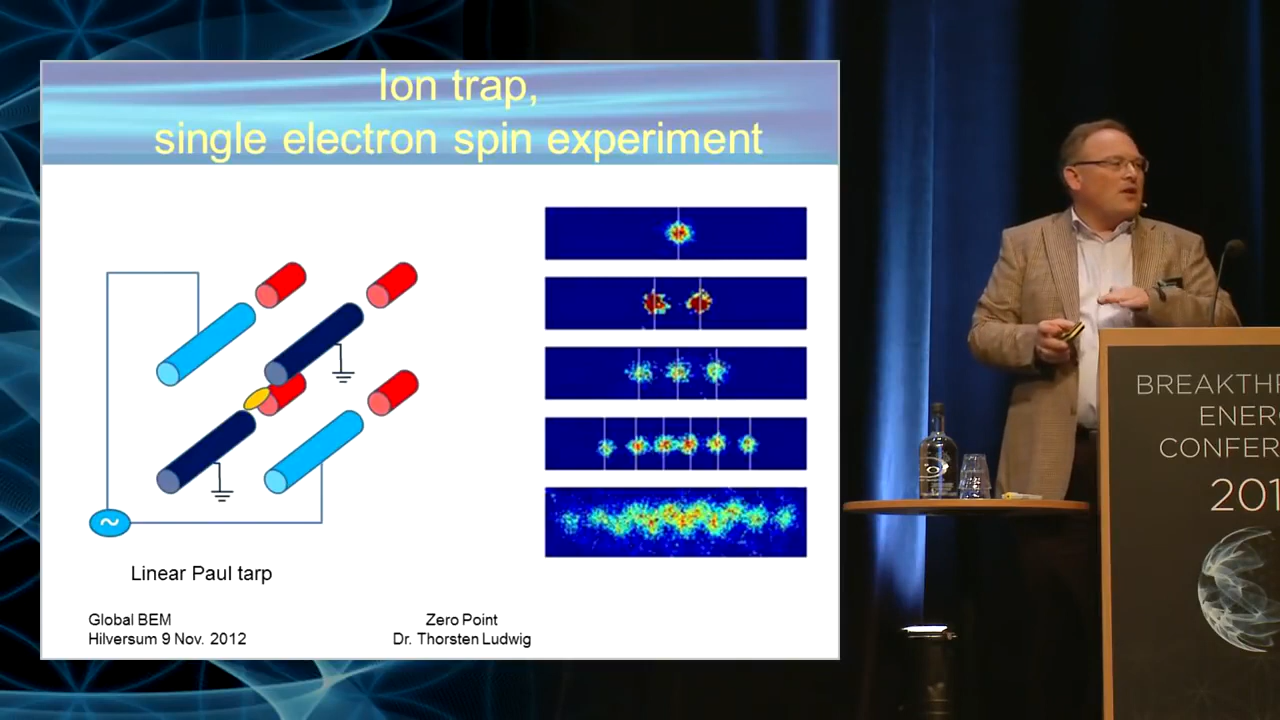 Ion trap,
single electron spin experiment
~
Linear Paul tarp
Global BEM
Hilversum 9 Nov. 2012
Zero Point
Dr. Thorsten Ludwig
BREAKTHR
ENER
CONFER
201